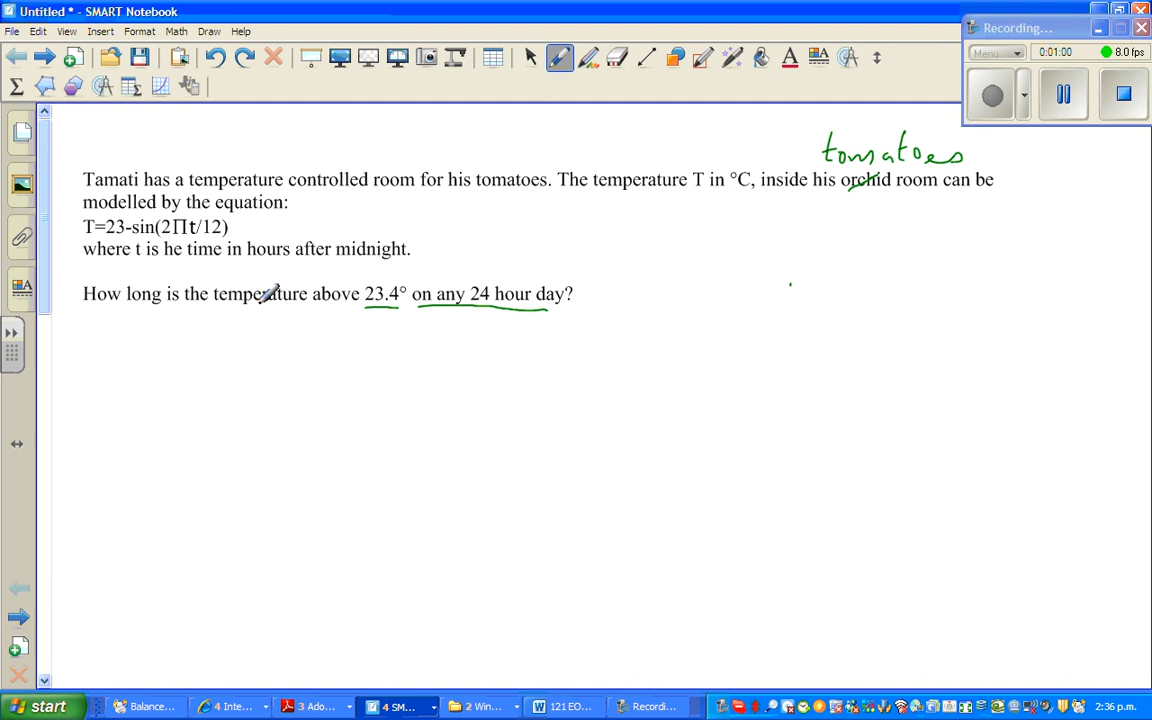 Untitled * - SMART Notebook
File Edit View Insert Format View Math Draw Help
Recording...
Menu 0:01:00 8.0 fps
tomatoes
Tamati has a temperature controlled room for his tomatoes. The temperature T in °C, inside his orchid room can be
modelled by the equation:
T=23-sin(2Πt/12)
where t is he time in hours after midnight.
How long is the temperature above 23.4° on any 24 hour day?
start Balance... 4 Inte... 3 Ado... 4 SM... 2 Win... 121 EO... Recordi... 2:36 p.m.